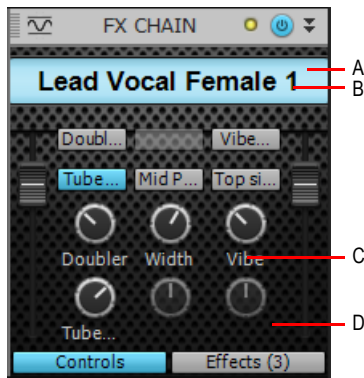 FX CHAIN
A
Lead Vocal Female 1
B
Doubl... Vibe...
Tube... Mid P... Top si...
Doubler Width Vibe
C
D
Tube...
Controls Effects (3)